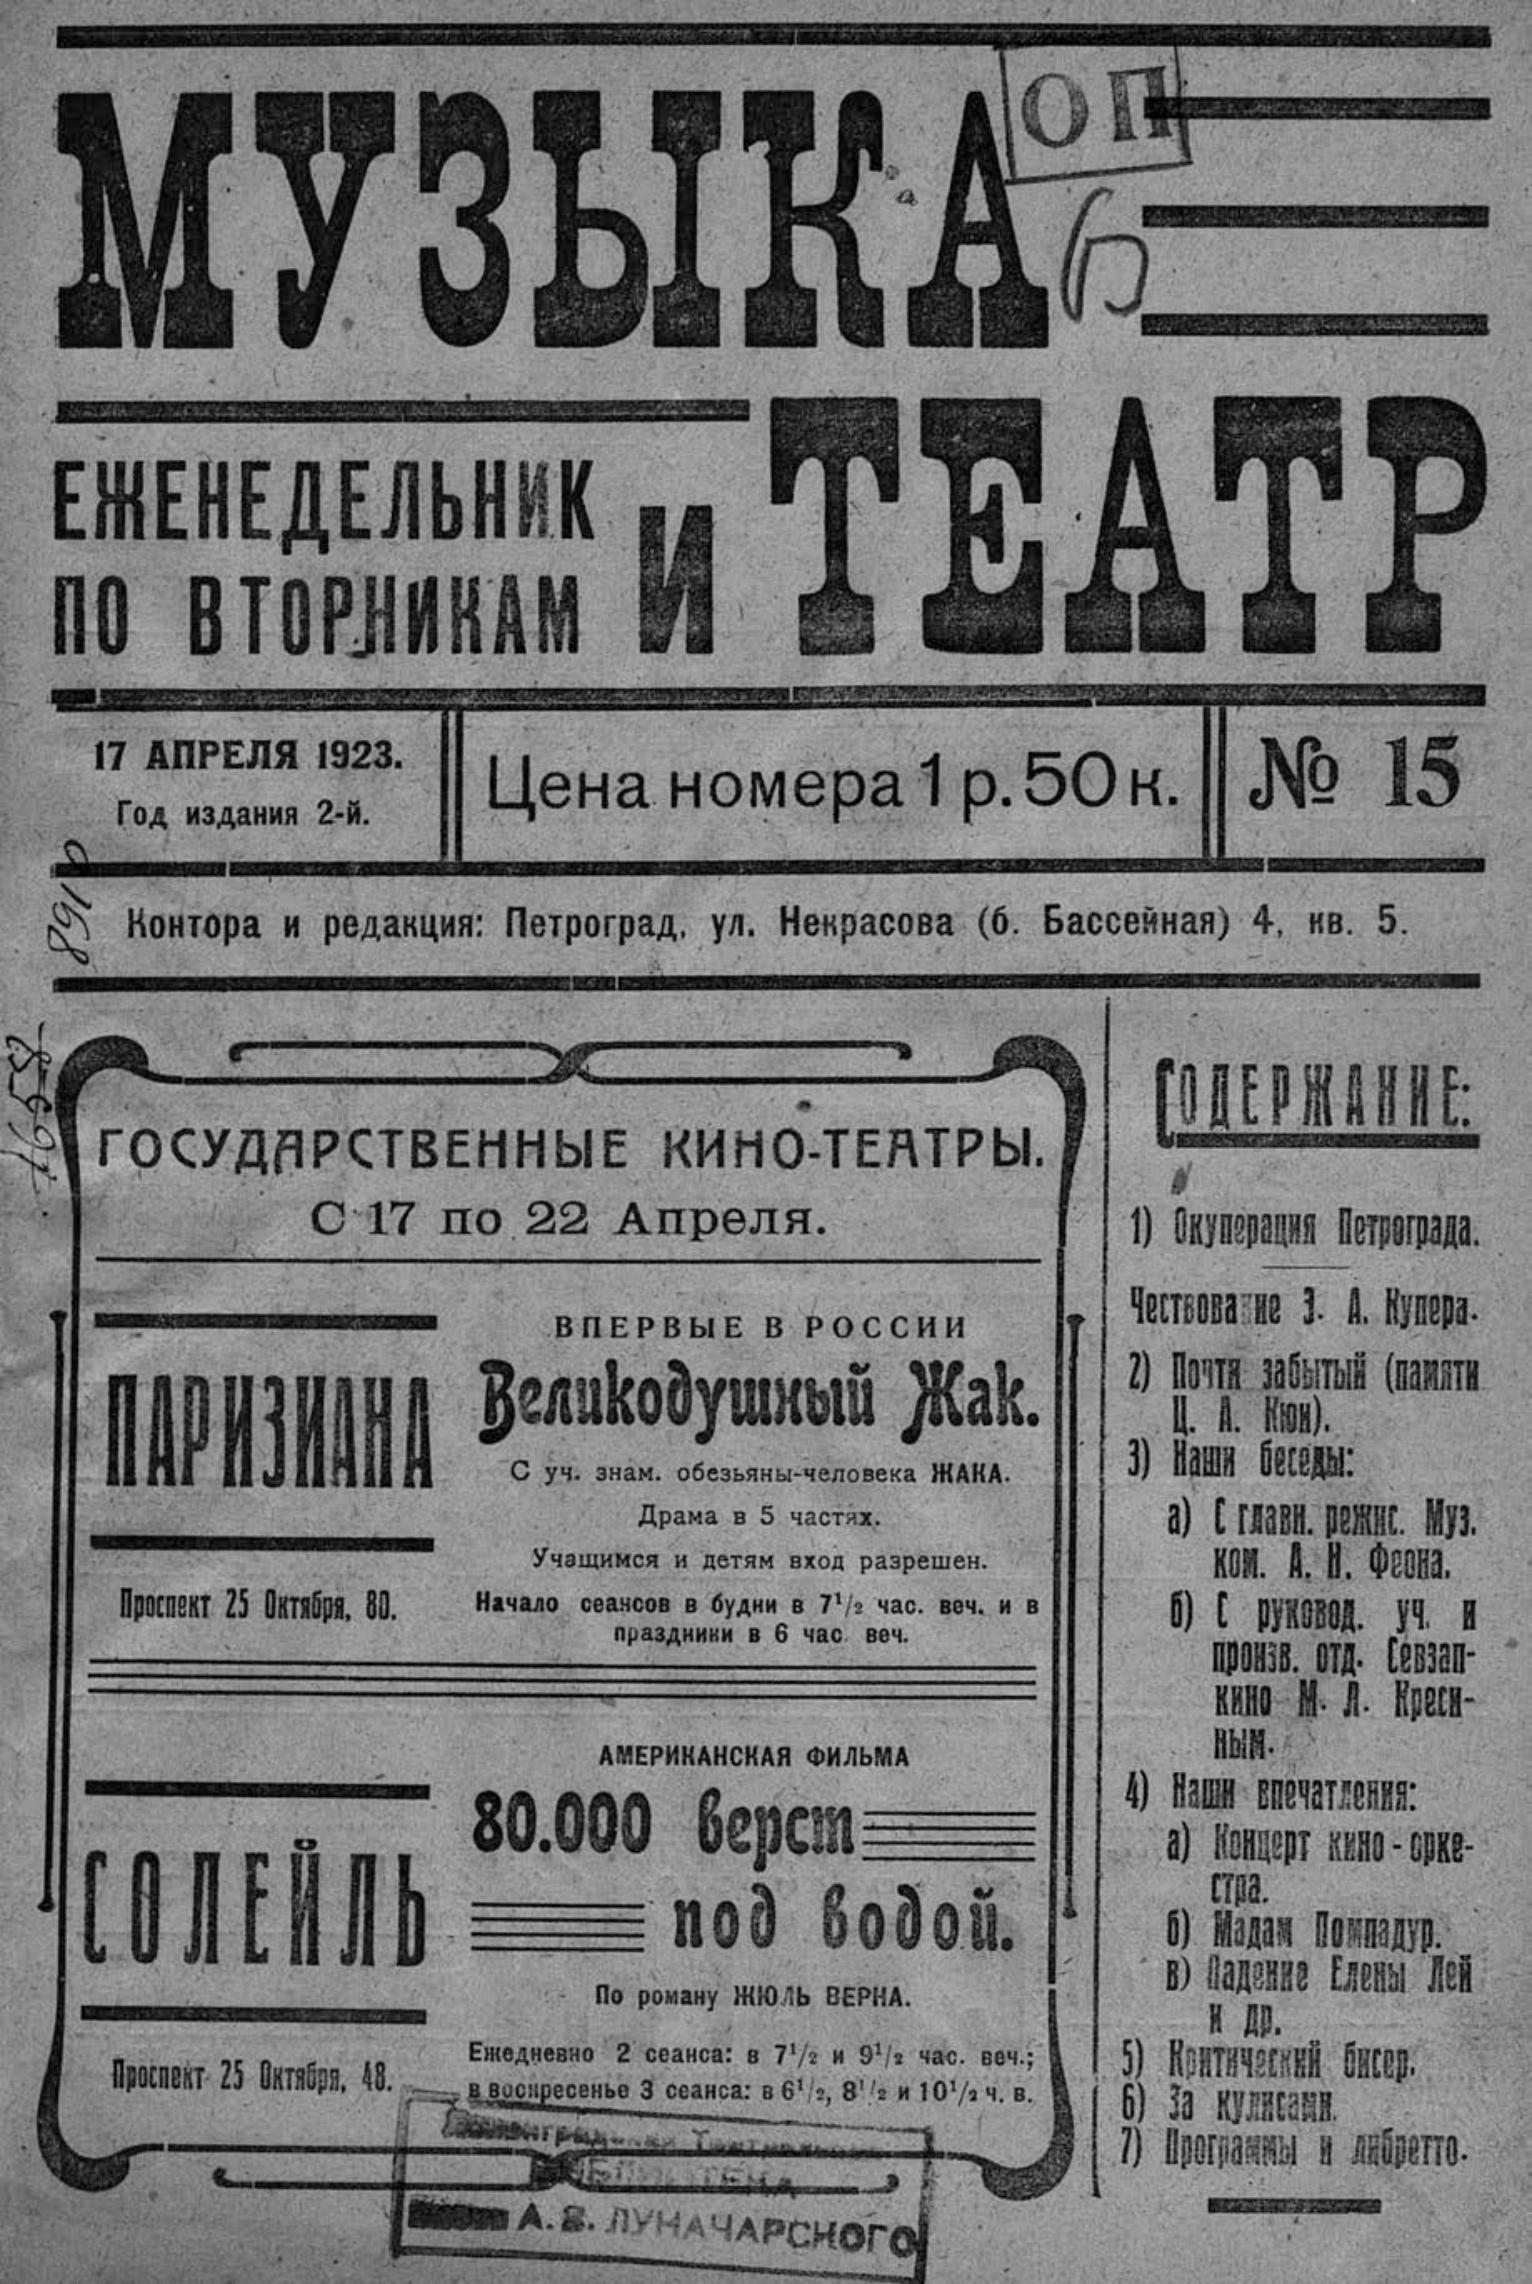 МУЗЫКА
ОП
ЕЖЕНЕДЕЛЬНИК
ПО ВТОРНИКАМ
И ТЕАТР
17 АПРЕЛЯ 1923.
Год издания 2-й.
Цена номера 1 р. 50 к.
№ 15
Контора и редакция: Петроград, ул. Некрасова (б. Бассейная) 4, кв. 5.
ГОСУДАРСТВЕННЫЕ КИНО-ТЕАТРЫ.
С 17 по 22 Апреля.
ПАРИЗИАНА
Проспект 25 Октября, 80.
ВПЕРВЫЕ В РОССИИ
Великодушный Жак.
С уч. знам. обезьяны-человека ЖАКА.
Драма в 5 частях.
Учащимся и детям вход разрешен.
Начало сеансов в будни в 7½ час. веч. и в
праздники в 6 час. веч.
СОЛЕЙЛЬ
Проспект 25 Октября, 48.
АМЕРИКАНСКАЯ ФИЛЬМА
80.000 верст
под водой.
По роману ЖЮЛЬ ВЕРНА.
Ежедневно 2 сеанса: в 7½ и 9½ час. веч.;
в воскресенье 3 сеанса: в 6½, 8½ и 10½ ч. в.
А. В. ЛУНАЧАРСКОГО
СОДЕРЖАНИЕ:
1) Окуперация Петрограда.
Чествование Э. А. Купера.
2) Почти забытый (памяти
Ц. А. Кюи).
3) Наши беседы:
а) С главн. режис. Муз.
ком. А. Н. Феона.
б) С руковод. уч. и
произв. отд. Севзап-
кино М. Л. Креси-
ным.
4) Наши впечатления:
а) Концерт кино-орке-
стра.
б) Мадам Помпадур.
в) Падение Елены Лей
и др.
5) Критический бисер.
6) За кулисами.
7) Программы и либретто.